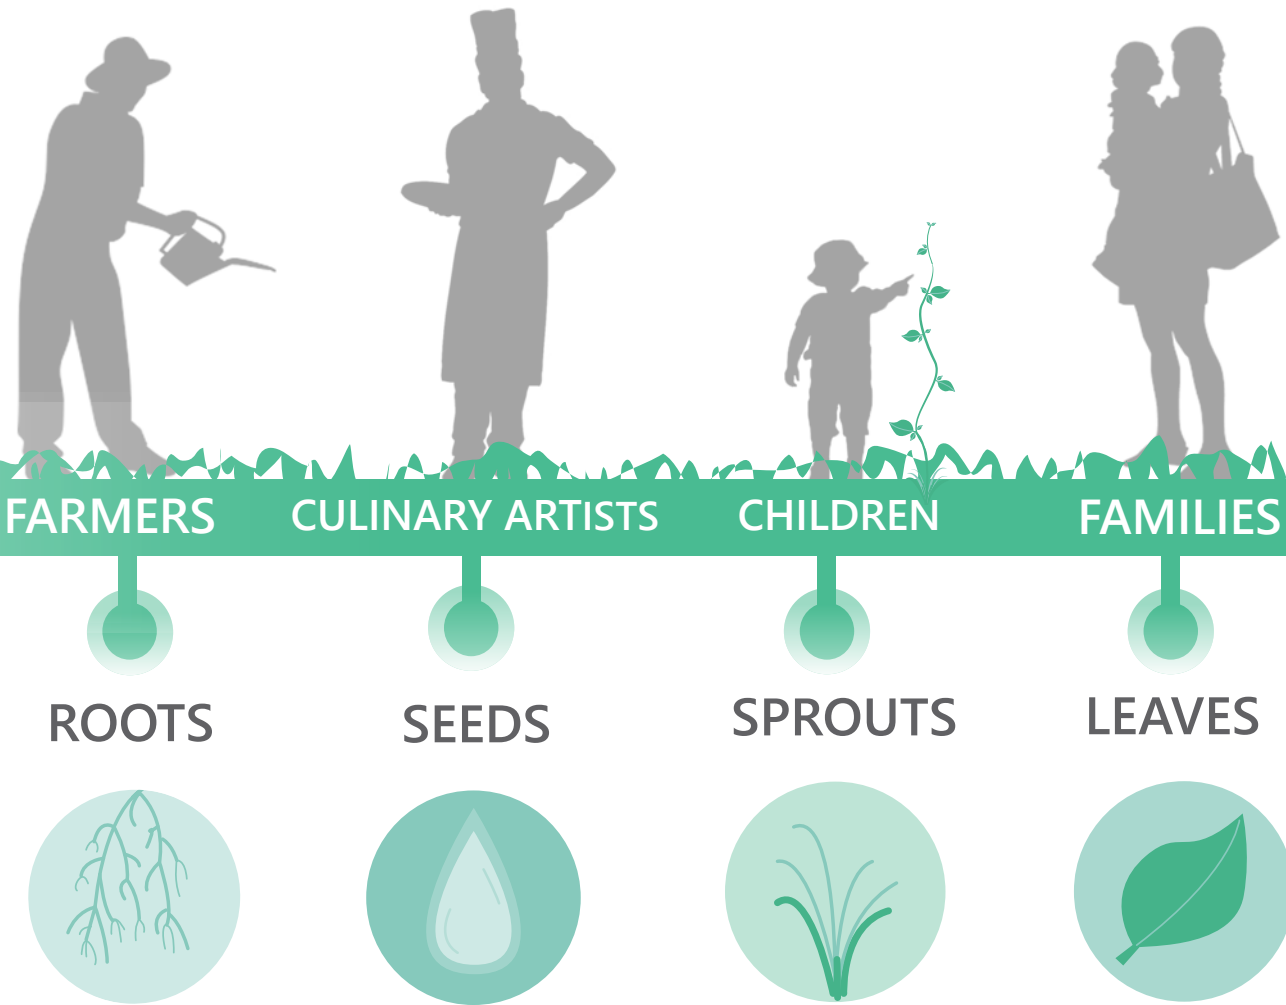 FARMERS
CULINARY ARTISTS
CHILDREN
FAMILIES
ROOTS
SEEDS
SPROUTS
LEAVES